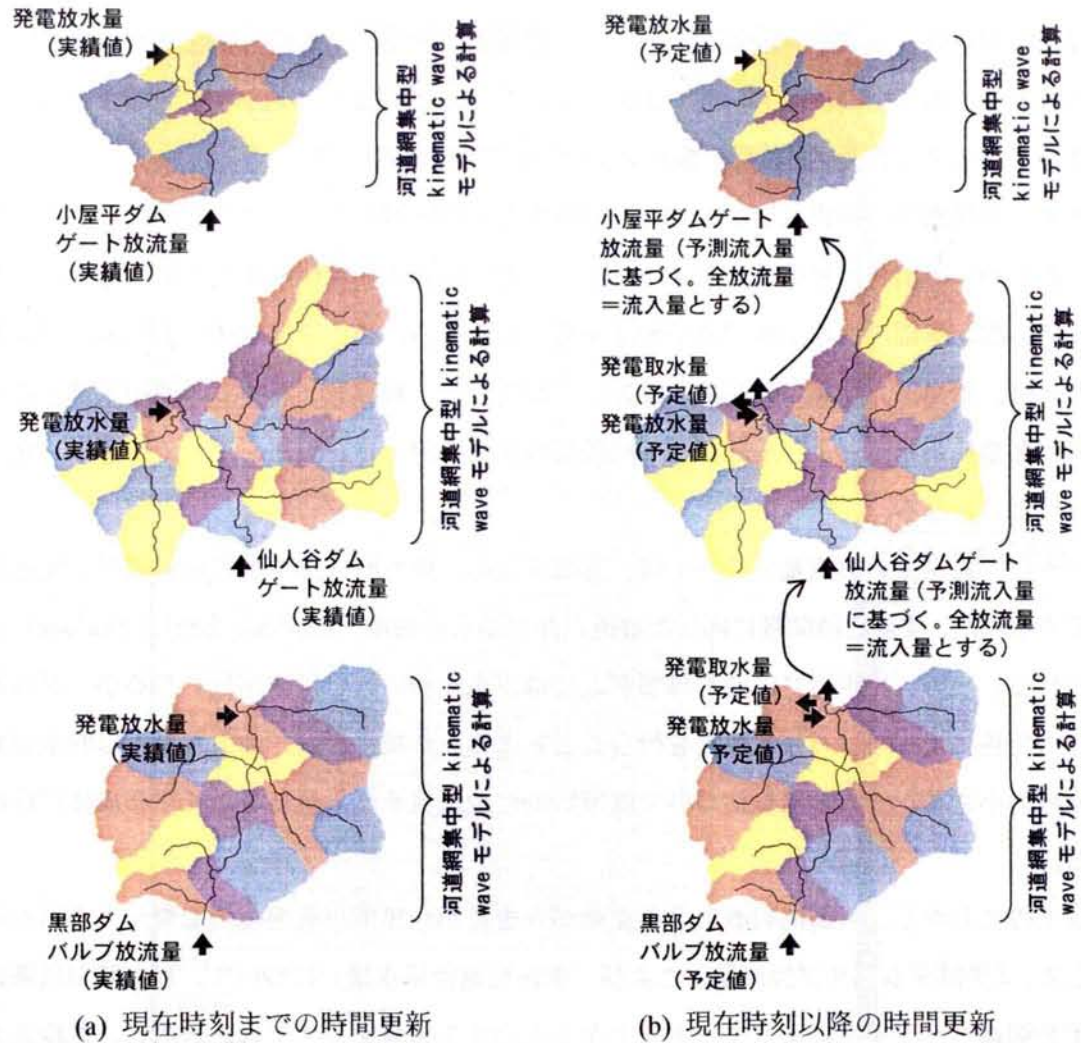 発電放水量
（実績値）
河道網集中型
kinematic wave
モデルによる計算
小屋平ダム
ゲート放流量
（実績値）
発電放水量
（実績値）
河道網集中型 kinematic
wave モデルによる計算
仙人谷ダム
ゲート放流量
（実績値）
発電放水量
（実績値）
河道網集中型 kinematic
wave モデルによる計算
黒部ダム
バルブ放流量
（実績値）
(a) 現在時刻までの時間更新
発電放水量
（予定値）
河道網集中型
kinematic wave
モデルによる計算
小屋平ダムゲート
放流量（予測流入量
に基づく。全放流量
＝流入量とする）
発電取水量
（予定値）
発電放水量
（予定値）
河道網集中型 kinematic
wave モデルによる計算
仙人谷ダムゲート
放流量（予測流入量
に基づく。全放流量
＝流入量とする）
発電取水量
（予定値）
発電放水量
（予定値）
河道網集中型 kinematic
wave モデルによる計算
黒部ダム
バルブ放流量
（予定値）
(b) 現在時刻以降の時間更新